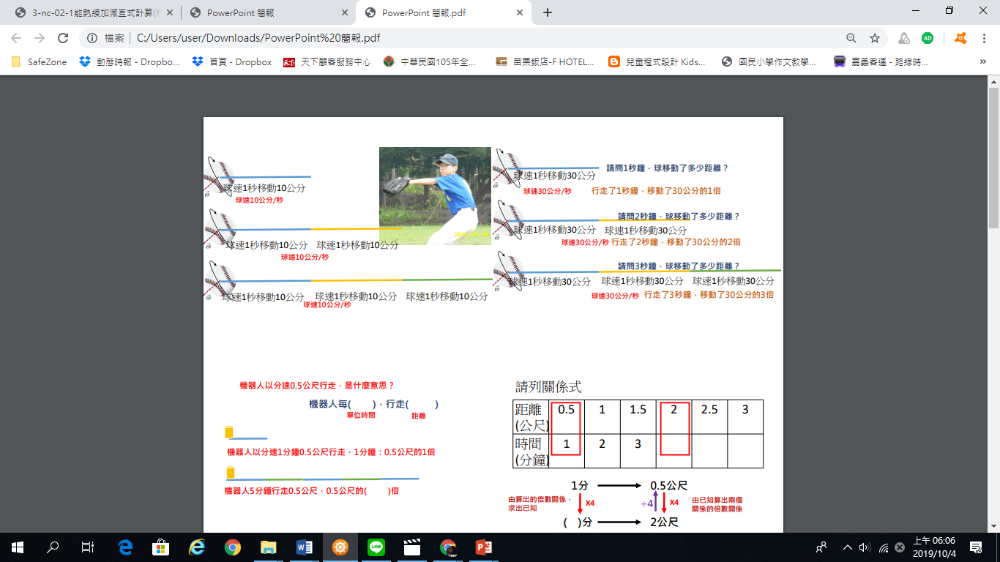 3-nc-02-1能熟練加減直式計算(
PowerPoint 簡報
PowerPoint 簡報.pdf
檔案
C:/Users/user/Downloads/PowerPoint%20簡報.pdf
SafeZone
動態時報 - Dropbo...
首頁 - Dropbox
天下顧客服務中心
中華民國105年全...
苗栗飯店-F HOTEL...
兒童程式設計 Kids...
國民小學作文教學...
嘉義客運 - 路線時...
»
球速1秒移動10公分
球速10公分/秒
球速1秒移動10公分 球速1秒移動10公分
球速10公分/秒
球速1秒移動10公分 球速1秒移動10公分 球速1秒移動10公分
球速10公分/秒
請問1秒鐘，球移動了多少距離？
球速1秒移動30公分
球速30公分/秒 行走了1秒鐘，移動了30公分的1倍
請問2秒鐘，球移動了多少距離？
球速1秒移動30公分 球速1秒移動30公分
球速30公分/秒 行走了2秒鐘，移動了30公分的2倍
請問3秒鐘，球移動了多少距離？
球速1秒移動30公分 球速1秒移動30公分 球速1秒移動30公分
球速30公分/秒 行走了3秒鐘，移動了30公分的3倍
機器人以分速0.5公尺行走，是什麼意思？
機器人每( )，行走( )
單位時間 距離
機器人以分速1分鐘0.5公尺行走，1分鐘：0.5公尺的1倍
機器人5分鐘行走0.5公尺，0.5公尺的( )倍
請列關係式
距離(公尺) 0.5 1 1.5 2 2.5 3
時間(分鐘) 1 2 3
1分 0.5公尺
由算出的倍數關係，求出已知
X4
÷4
X4
由已知算出兩個關係的倍數關係
( )分 2公尺
上午 06:06
2019/10/4